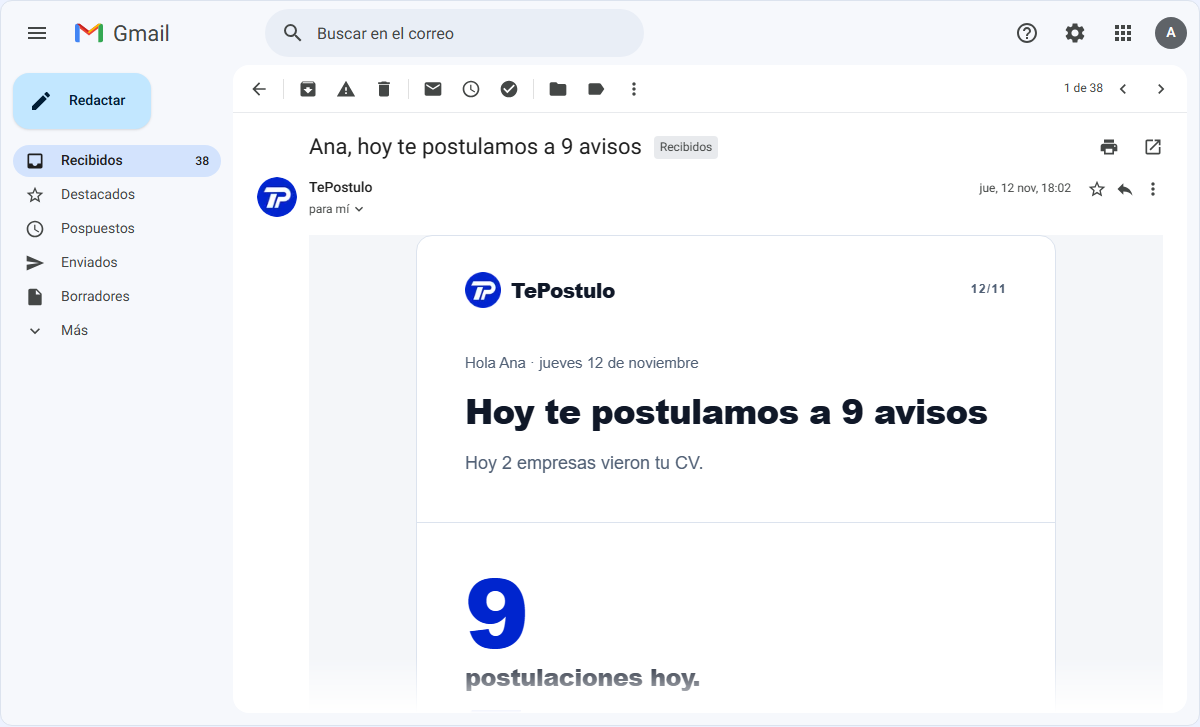 Gmail
Buscar en el correo
A
Redactar
1 de 38
Recibidos 38
Destacados
Pospuestos
Enviados
Borradores
Más
Ana, hoy te postulamos a 9 avisos Recibidos
TePostulo
jue, 12 nov, 18:02
para mí
TP
TP TePostulo
12/11
Hola Ana · jueves 12 de noviembre
Hoy te postulamos a 9 avisos
Hoy 2 empresas vieron tu CV.
9
postulaciones hoy.